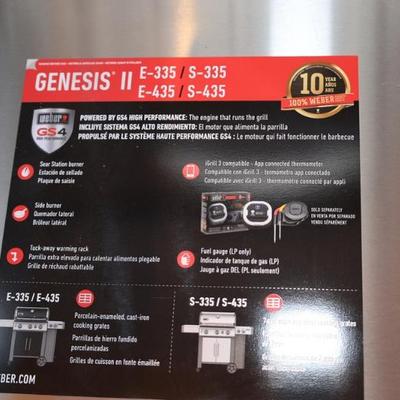 GENESIS® II E-335 / S-335
E-435 / S-435
10
YEARS
AÑOS
ANS
100% WEBER
weber
GS4
POWERED BY GS4 HIGH PERFORMANCE: The engine that runs the grill
INCLUYE SISTEMA GS4 ALTO RENDIMIENTO: El motor que alimenta la parrilla
PROPULSÉ PAR LE SYSTÈME HAUTE PERFORMANCE GS4 : Le moteur qui fait fonctionner le barbecue
Sear Station burner
Estación de sellado
Plaque de saisie
iGrill 3 compatible - App connected thermometer
Compatible con iGrill 3 - termómetro app conectado
Compatible avec iGrill 3 - thermomètre connecté par appli
SOLD SEPARATELY
EN VENTA POR SEPARADO
VENDU SÉPARÉMENT
Side burner
Quemador lateral
Brûleur latéral
Tuck-away warming rack
Parrilla extra elevada para calentar alimentos plegable
Grille de réchaud rabattable
Fuel gauge (LP only)
Indicador de tanque de gas (LP)
Jauge à gaz DEL (PL seulement)
E-335 / E-435
Porcelain-enameled, cast-iron
cooking grates
Parrillas de hierro fundido
porcelanizadas
Grilles de cuisson en fonte émaillée
S-335 / S-435
cooking grates
EBER.COM